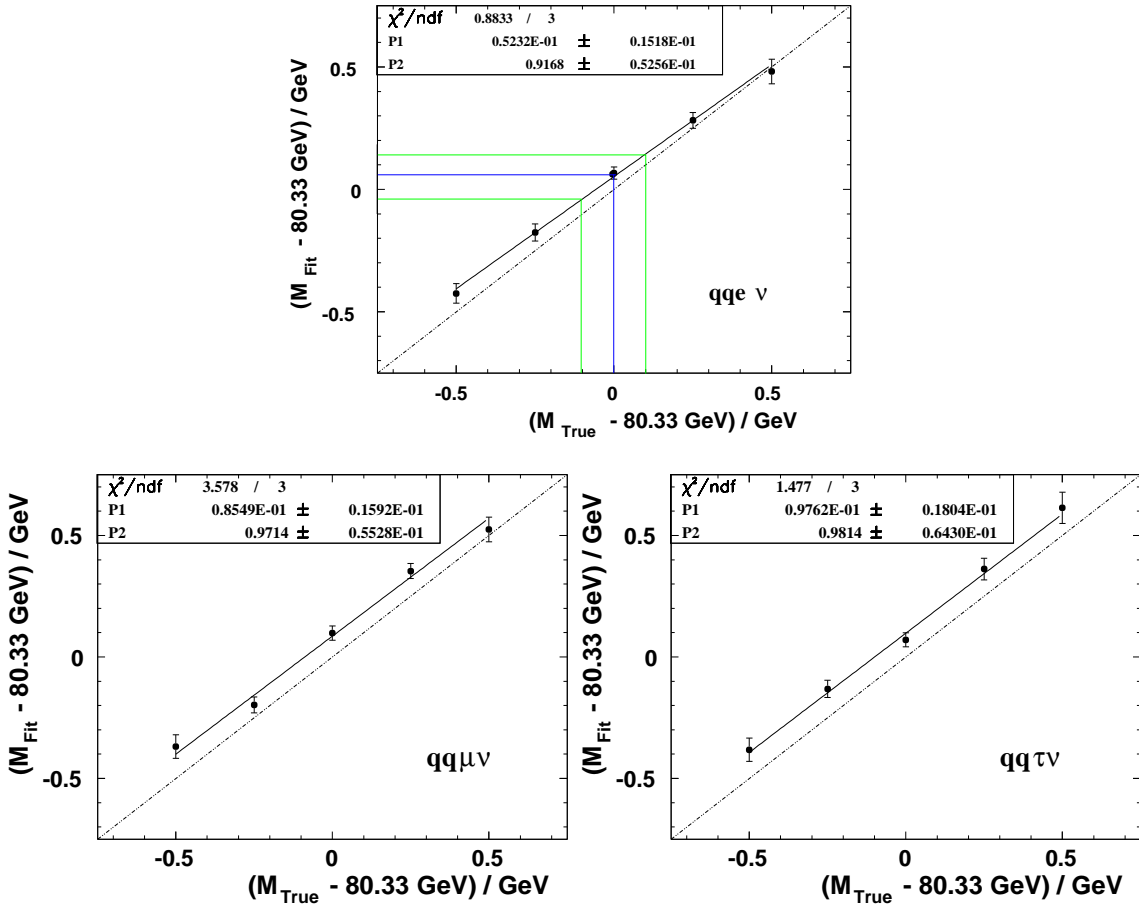 χ²/ndf 0.8833 / 3
P1 0.5232E-01 ± 0.1518E-01
P2 0.9168 ± 0.5256E-01
(M Fit - 80.33 GeV) / GeV
0.5
0
-0.5
qqe ν
-0.5 0 0.5
(M True - 80.33 GeV) / GeV
χ²/ndf 3.578 / 3
P1 0.8549E-01 ± 0.1592E-01
P2 0.9714 ± 0.5528E-01
(M Fit - 80.33 GeV) / GeV
0.5
0
-0.5
qqμν
-0.5 0 0.5
(M True - 80.33 GeV) / GeV
χ²/ndf 1.477 / 3
P1 0.9762E-01 ± 0.1804E-01
P2 0.9814 ± 0.6430E-01
(M Fit - 80.33 GeV) / GeV
0.5
0
-0.5
qqτν
-0.5 0 0.5
(M True - 80.33 GeV) / GeV